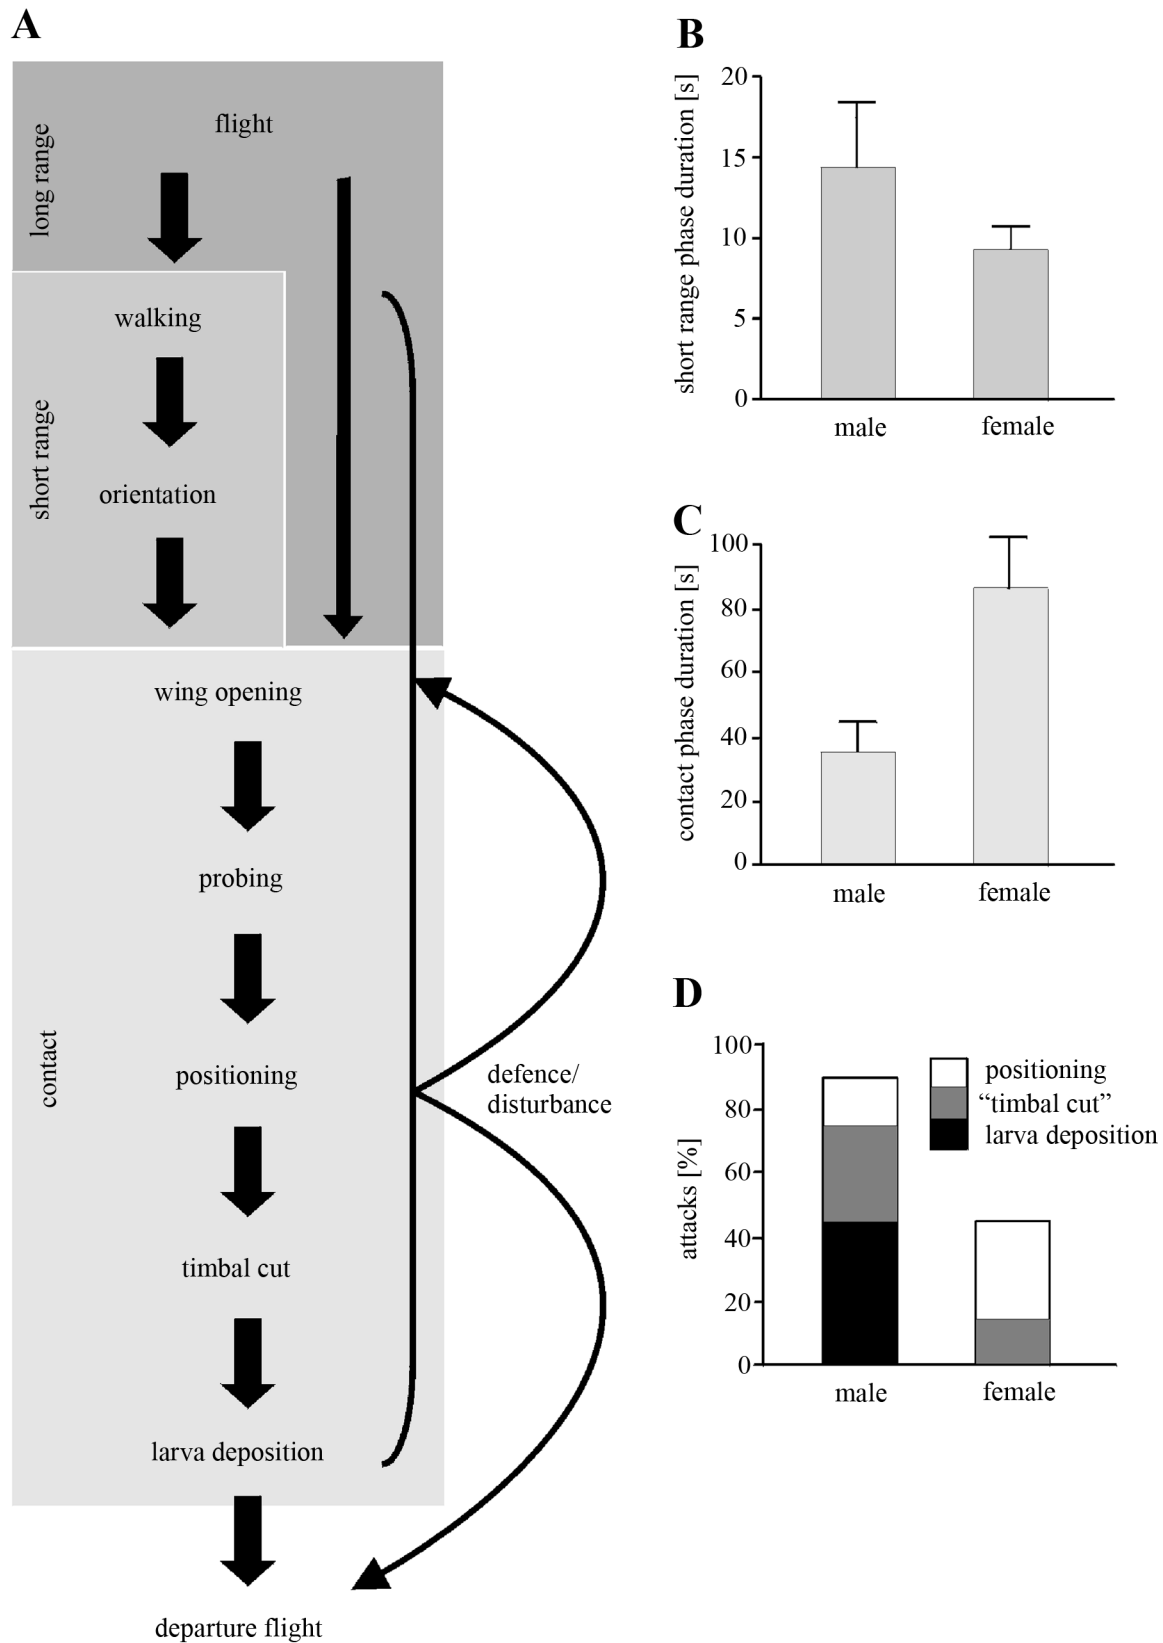 A
long range
flight
short range
walking
orientation
contact
wing opening
probing
positioning
timbal cut
larva deposition
departure flight
defence/
disturbance
B
short range phase duration [s]
20
15
10
5
0
male
female
C
contact phase duration [s]
100
80
60
40
20
0
male
female
D
attacks [%]
100
80
60
40
20
0
male
female
positioning
“timbal cut”
larva deposition